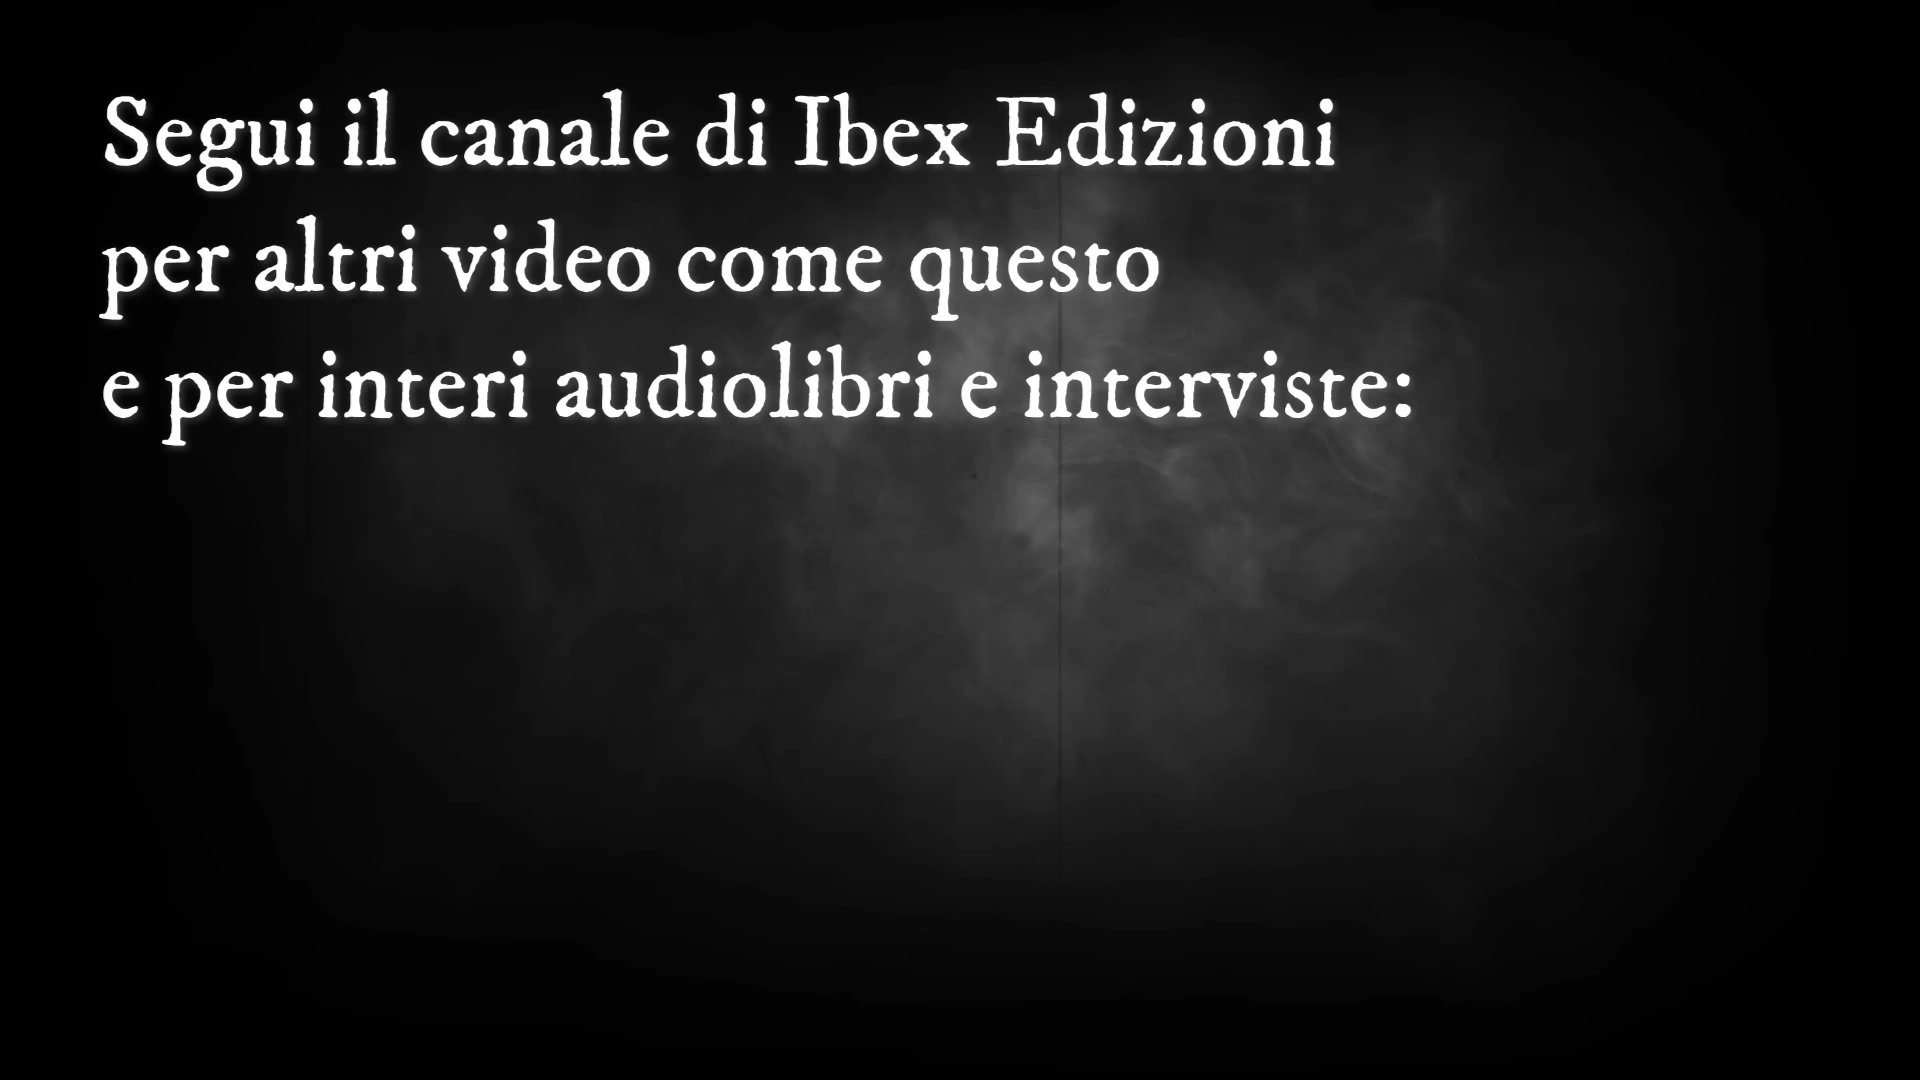 Segui il canale di Ibex Edizioni
per altri video come questo
e per interi audiolibri e interviste: